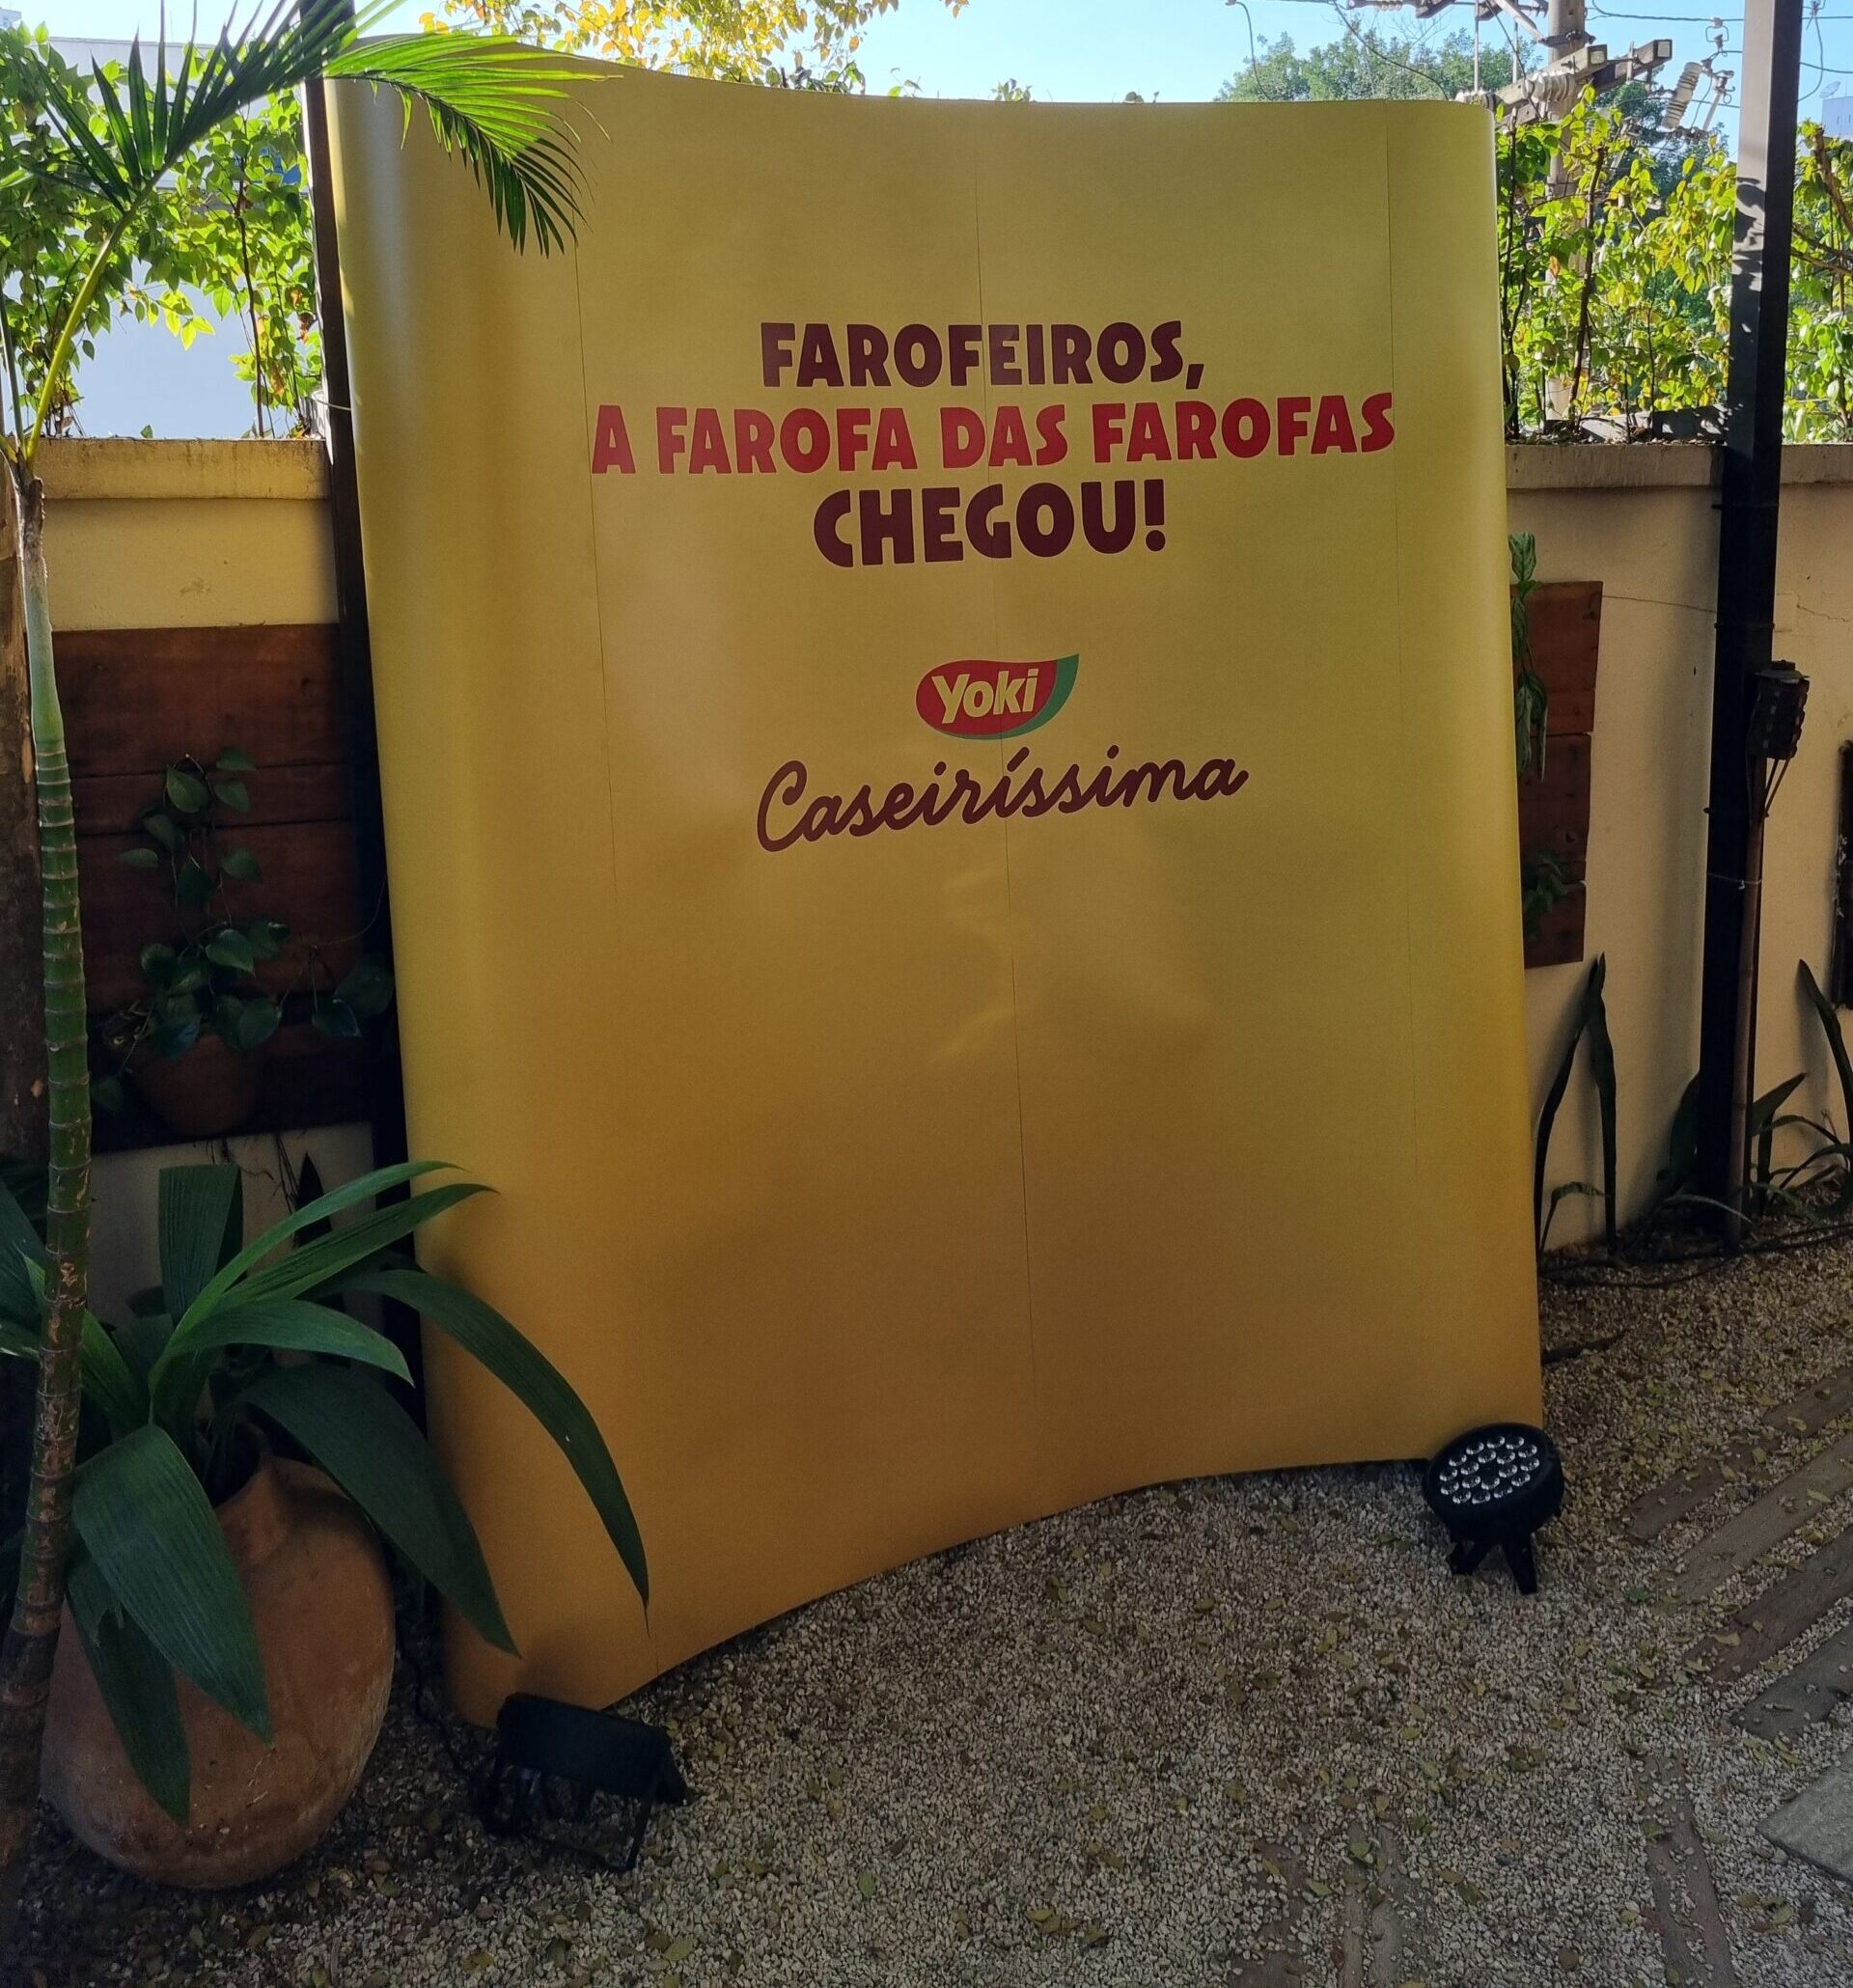 FAROFEIROS,
A FAROFA DAS FAROFAS
CHEGOU!
Yoki
Caseiríssima